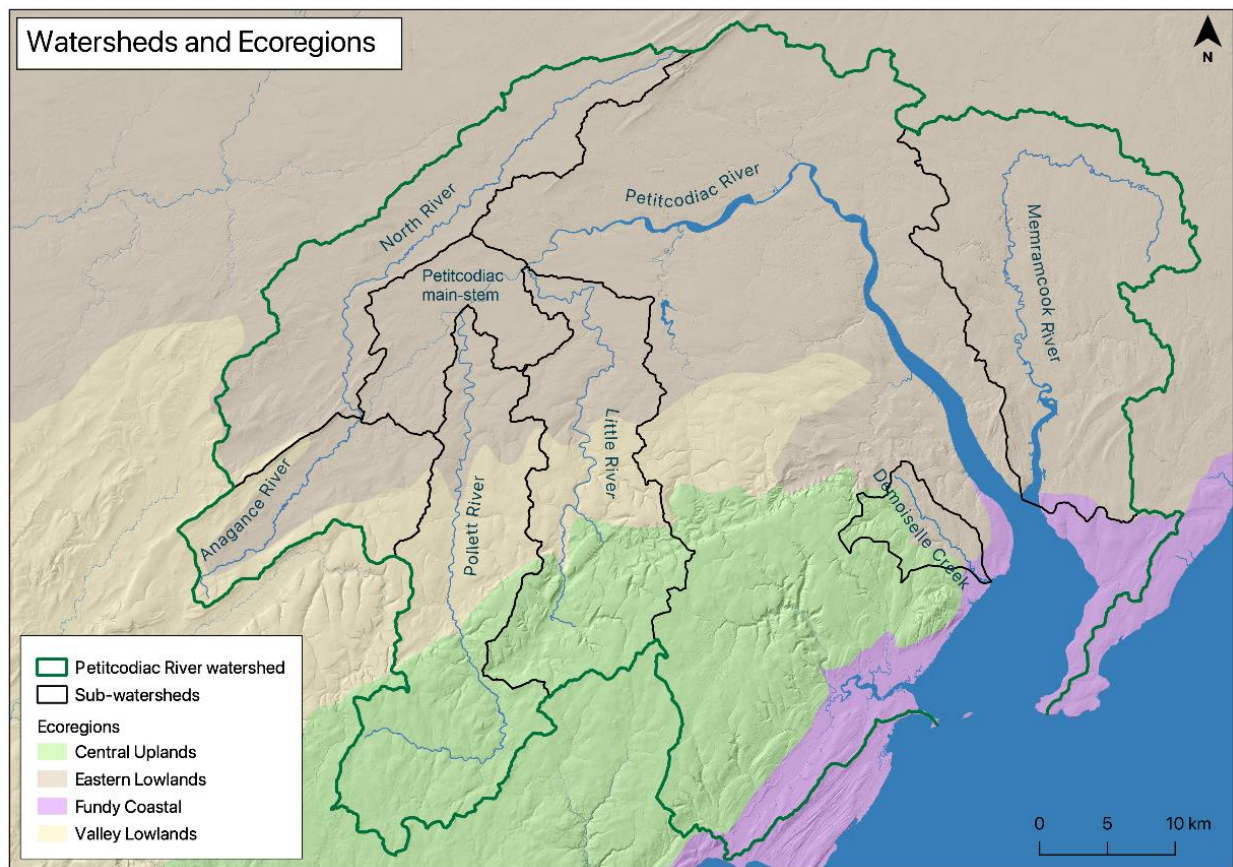 Watersheds and Ecoregions
N
North River
Petitcodiac River
Memramcook River
Petitcodiac
main-stem
Anagance River
Pollett River
Little River
Demoiselle Creek
Petitcodiac River watershed
Sub-watersheds
Ecoregions
Central Uplands
Eastern Lowlands
Fundy Coastal
Valley Lowlands
0 5 10 km